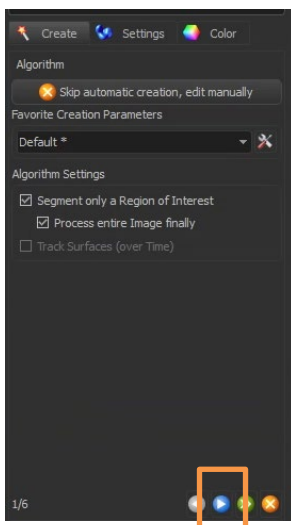 Create Settings Color
Algorithm
Skip automatic creation, edit manually
Favorite Creation Parameters
Default *
Algorithm Settings
Segment only a Region of Interest
Process entire Image finally
Track Surfaces (over Time)
1/6